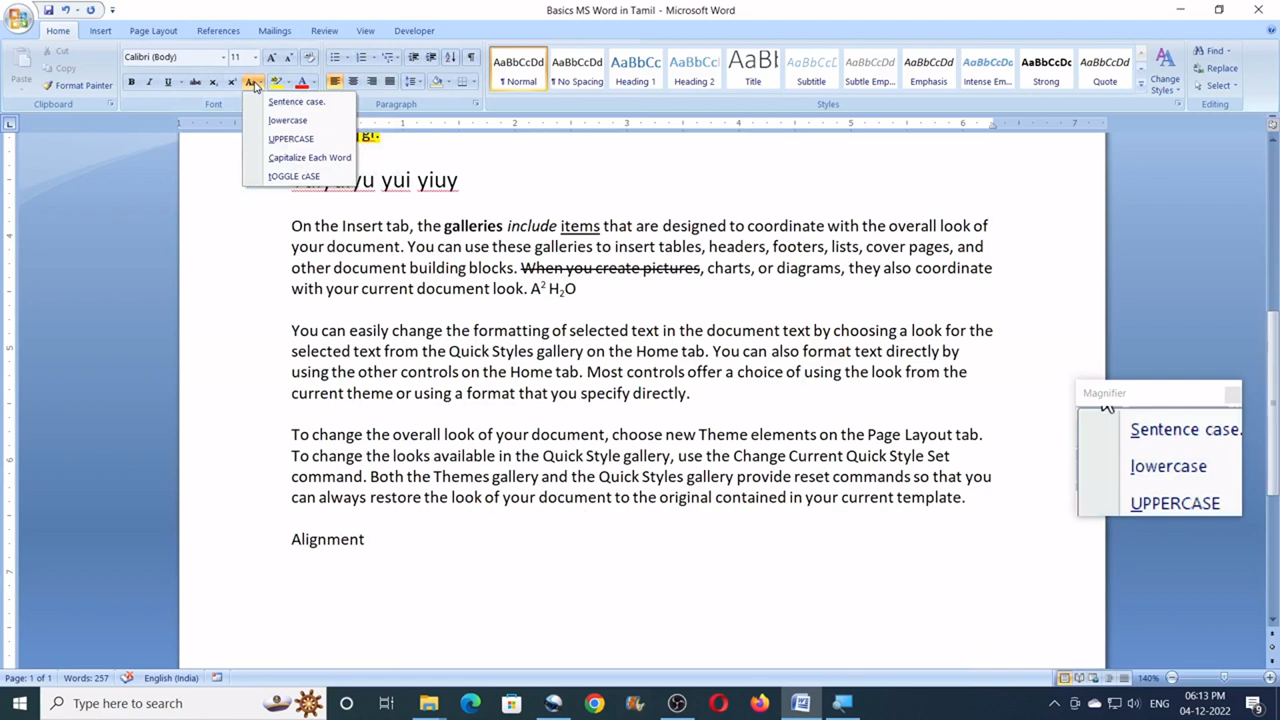 Basics MS Word in Tamil - Microsoft Word
Home Insert Page Layout References Mailings Review View Developer
Paste
Cut
Copy
Format Painter
Clipboard
Calibri (Body) 11
Font
Paragraph
AaBbCcDd AaBbCcDd AaBbCc AaBbCc AaBb AaBbCc. AaBbCcDd AaBbCcDd AaBbCcDd AaBbCcDd AaBbCcDd
¶ Normal ¶ No Spacing Heading 1 Heading 2 Title Subtitle Subtle Emp... Emphasis Intense Em... Strong Quote
Styles
Change
Styles
Find
Replace
Select
Editing
Sentence case.
lowercase
UPPERCASE
Capitalize Each Word
tOGGLE cASE
1 1 2 3 4 5 6 7
yui yiuy
On the Insert tab, the galleries include items that are designed to coordinate with the overall look of
your document. You can use these galleries to insert tables, headers, footers, lists, cover pages, and
other document building blocks. When you create pictures, charts, or diagrams, they also coordinate
with your current document look. A2 H2O
You can easily change the formatting of selected text in the document text by choosing a look for the
selected text from the Quick Styles gallery on the Home tab. You can also format text directly by
using the other controls on the Home tab. Most controls offer a choice of using the look from the
current theme or using a format that you specify directly.
To change the overall look of your document, choose new Theme elements on the Page Layout tab.
To change the looks available in the Quick Style gallery, use the Change Current Quick Style Set
command. Both the Themes gallery and the Quick Styles gallery provide reset commands so that you
can always restore the look of your document to the original contained in your current template.
Alignment
Magnifier
Sentence case.
lowercase
UPPERCASE
Page: 1 of 1 Words: 257 English (India) 140%
Type here to search
ENG
06:13 PM
04-12-2022